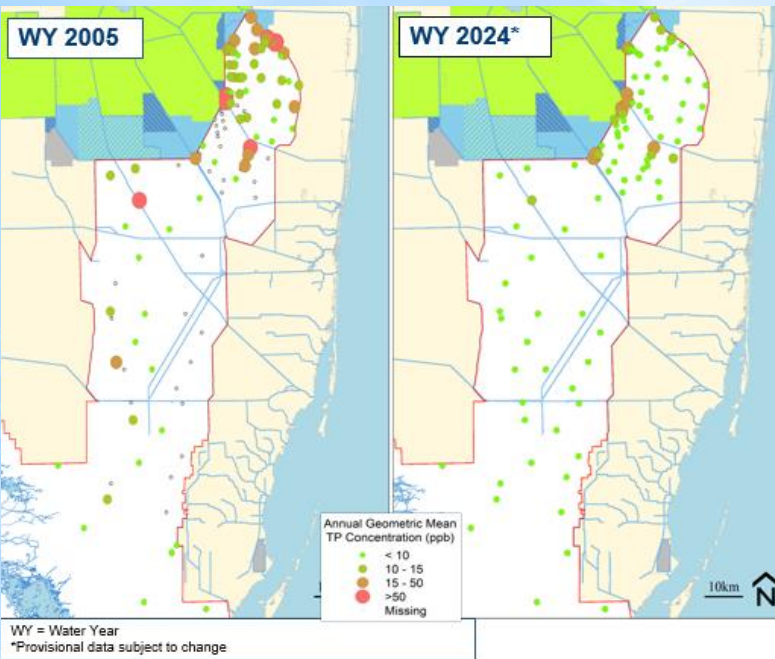 WY 2005
WY 2024*
Annual Geometric Mean
TP Concentration (ppb)
< 10
10 - 15
15 - 50
>50
Missing
10km
N
WY = Water Year
*Provisional data subject to change